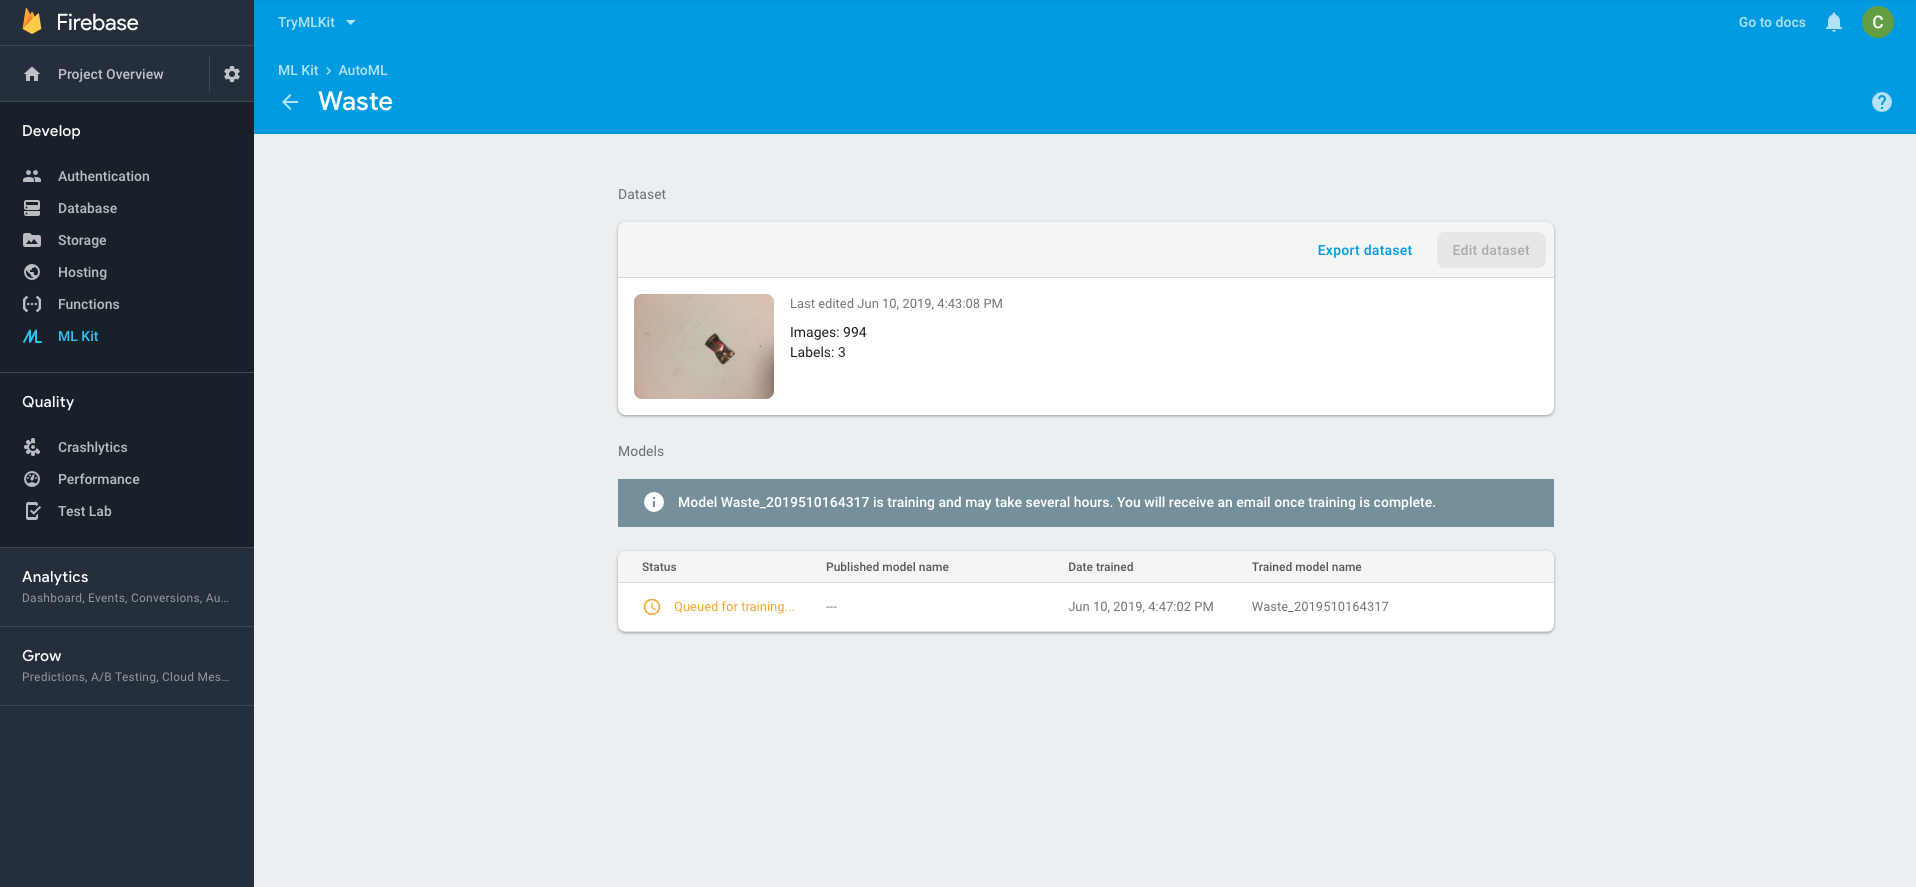 Firebase
TryMLKit
Go to docs
C
Project Overview
ML Kit > AutoML
Waste
?
Develop
Authentication
Database
Storage
Hosting
Functions
ML Kit
Quality
Crashlytics
Performance
Test Lab
Analytics
Dashboard, Events, Conversions, Au...
Grow
Predictions, A/B Testing, Cloud Mes...
Dataset
Export dataset
Edit dataset
Last edited Jun 10, 2019, 4:43:08 PM
Images: 994
Labels: 3
Models
Model Waste_2019510164317 is training and may take several hours. You will receive an email once training is complete.
Status Published model name Date trained Trained model name
Queued for training... --- Jun 10, 2019, 4:47:02 PM Waste_2019510164317